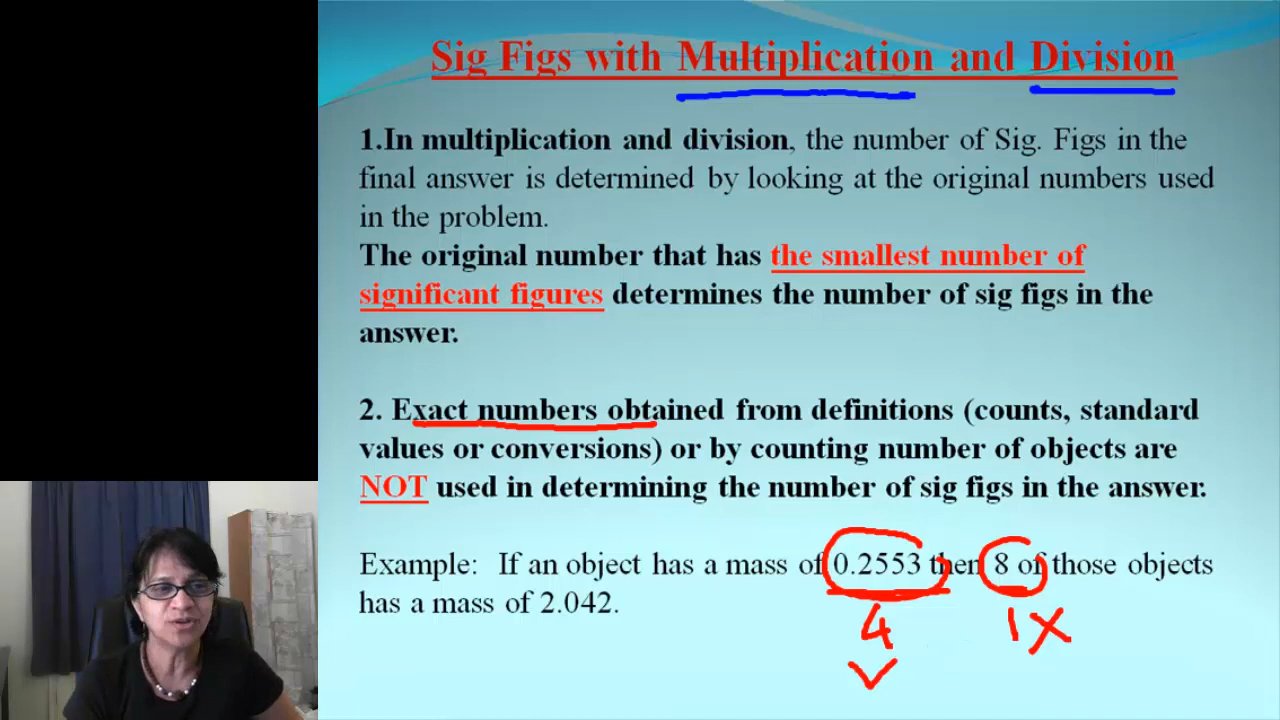 Sig Figs with Multiplication and Division
1.In multiplication and division, the number of Sig. Figs in the
final answer is determined by looking at the original numbers used
in the problem.
The original number that has the smallest number of
significant figures determines the number of sig figs in the
answer.
2. Exact numbers obtained from definitions (counts, standard
values or conversions) or by counting number of objects are
NOT used in determining the number of sig figs in the answer.
Example: If an object has a mass of 0.2553 then 8 of those objects
has a mass of 2.042.
4 1X